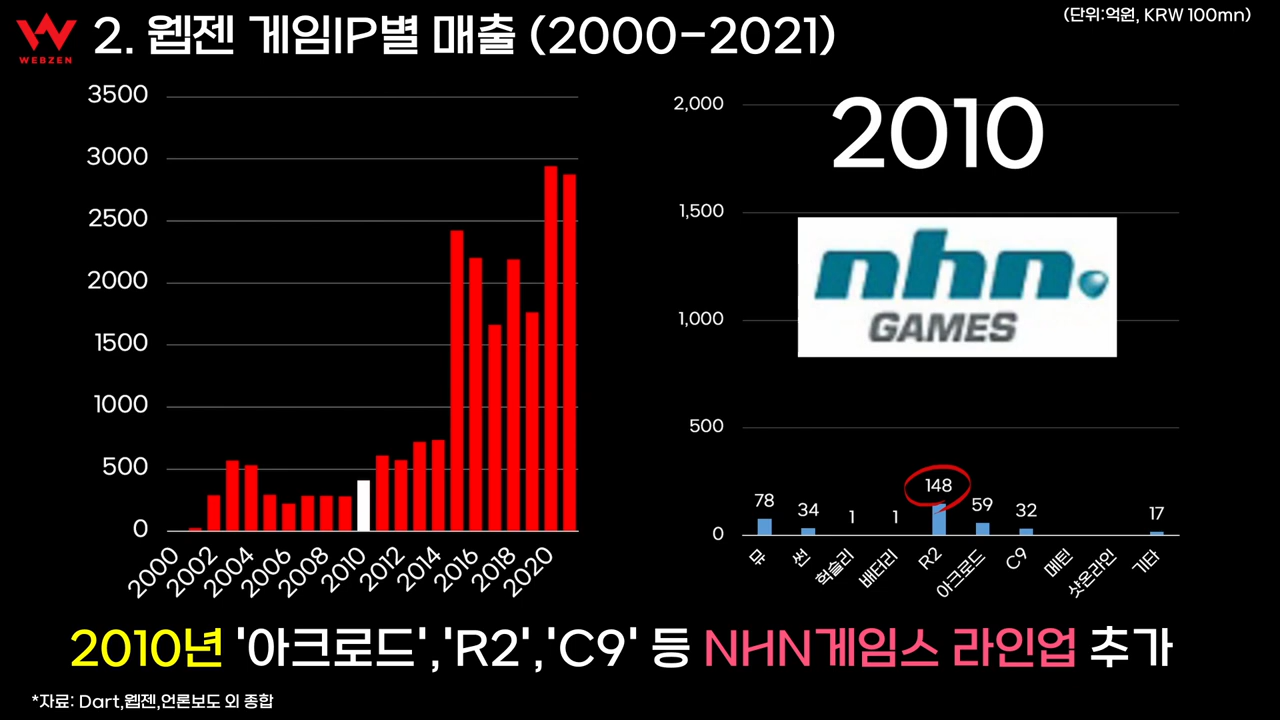 WEBZEN
2. 웹젠 게임IP별 매출 (2000-2021)
(단위:억원, KRW 100mn)
3500
3000
2500
2000
1500
1000
500
0
2000
2002
2004
2006
2008
2010
2012
2014
2016
2018
2020
2010
nhn.
GAMES
2,000
1,500
1,000
500
0
78
34
1
1
148
59
32
17
뮤
썬
헉슬리
배터리
R2
아크로드
C9
메틴
샷온라인
기타
2010년 '아크로드','R2','C9' 등 NHN게임스 라인업 추가
*자료: Dart,웹젠,언론보도 외 종합